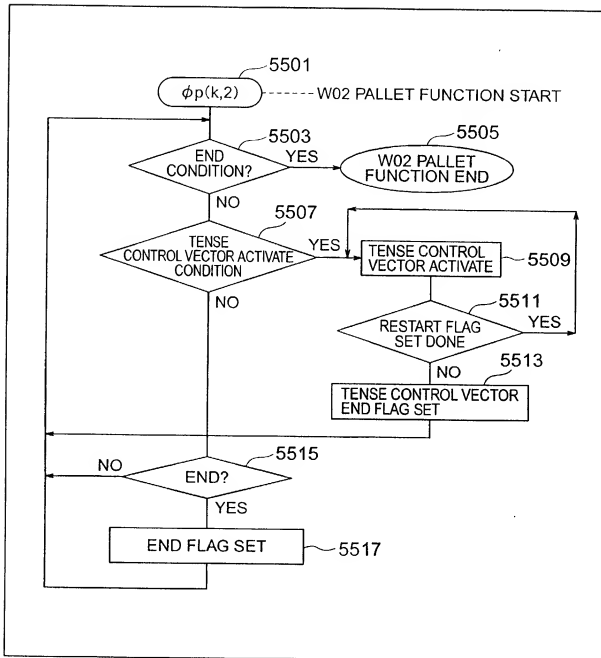 5501
φp(k,2)
W02 PALLET FUNCTION START
5503
END
CONDITION?
YES
5505
W02 PALLET
FUNCTION END
NO
5507
TENSE
CONTROL VECTOR ACTIVATE
CONDITION
YES
TENSE CONTROL
VECTOR ACTIVATE
5509
NO
5511
RESTART FLAG
SET DONE
YES
NO
5513
TENSE CONTROL VECTOR
END FLAG SET
5515
NO
END?
YES
END FLAG SET
5517